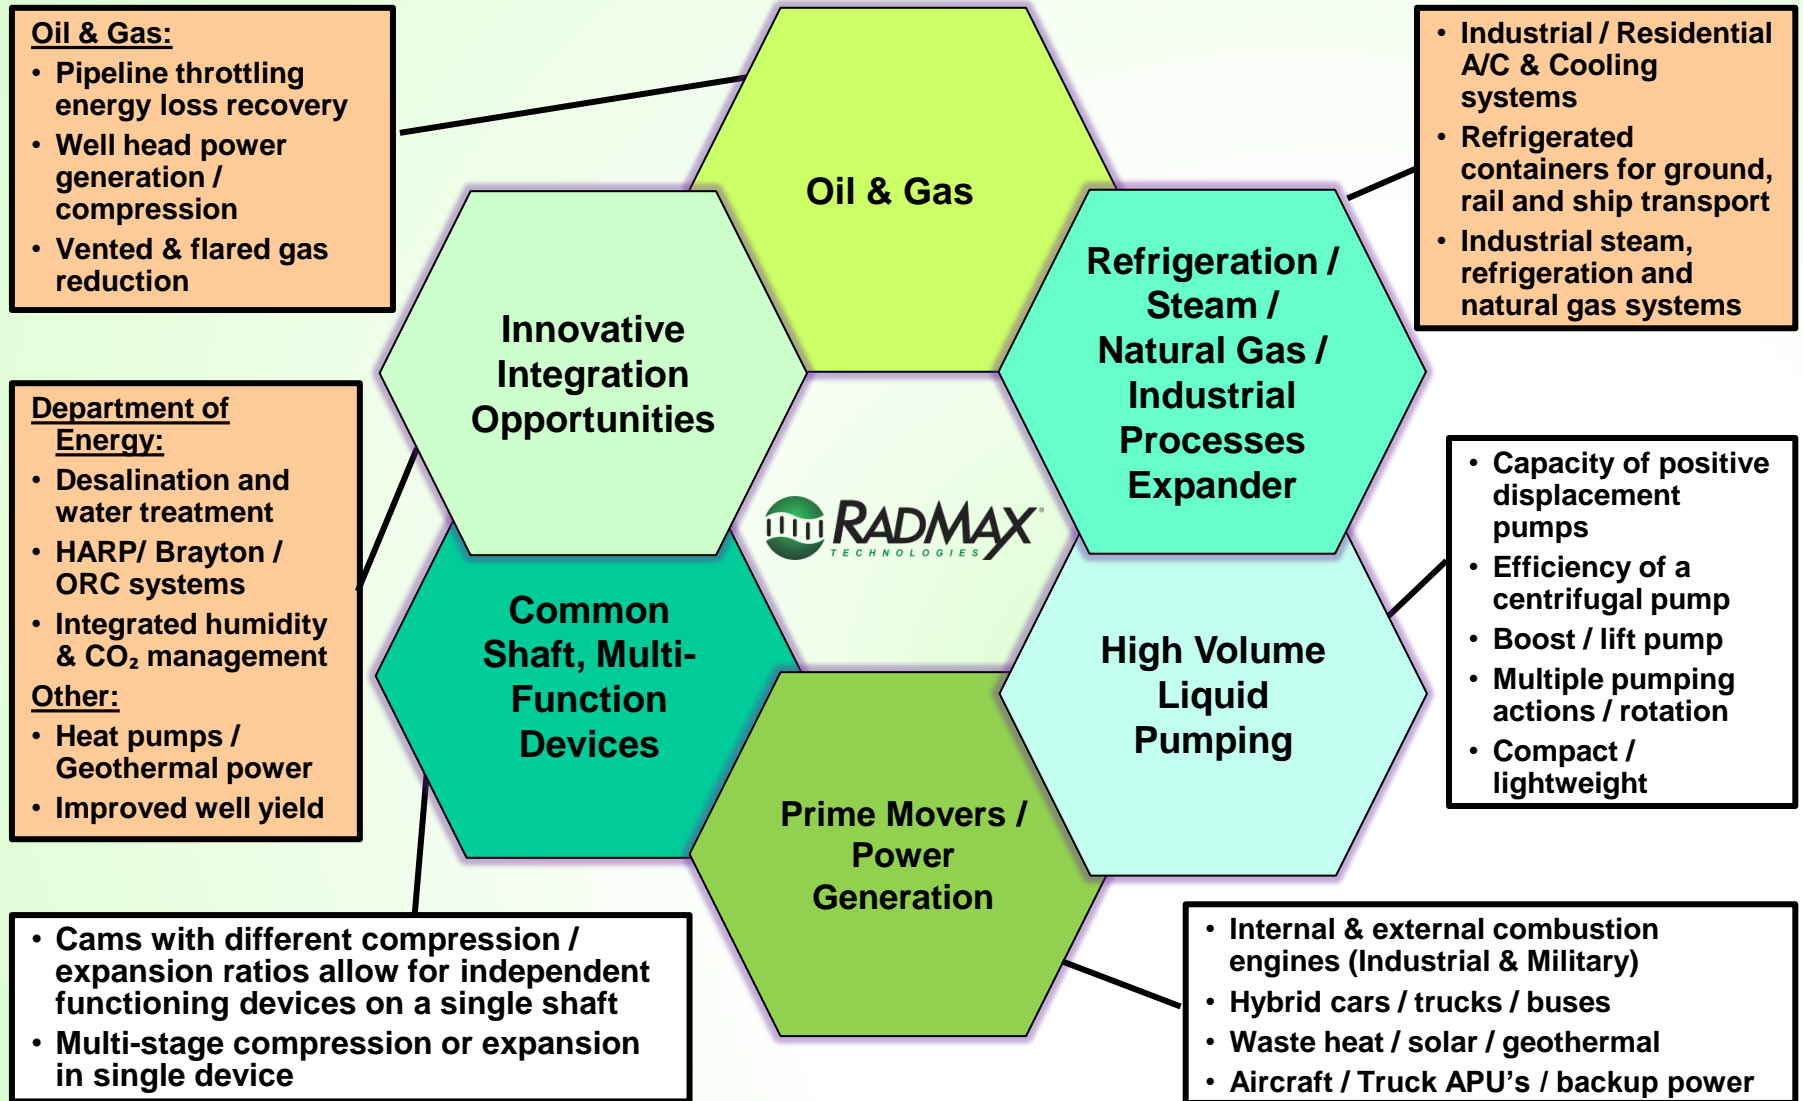 Oil & Gas:
• Pipeline throttling
energy loss recovery
• Well head power
generation /
compression
• Vented & flared gas
reduction
Oil & Gas
• Industrial / Residential
A/C & Cooling
systems
• Refrigerated
containers for ground,
rail and ship transport
• Industrial steam,
refrigeration and
natural gas systems
Innovative
Integration
Opportunities
Refrigeration /
Steam /
Natural Gas /
Industrial
Processes
Expander
Department of
Energy:
• Desalination and
water treatment
• HARP/ Brayton /
ORC systems
• Integrated humidity
& CO₂ management
Other:
• Heat pumps /
Geothermal power
• Improved well yield
RADMAX®
TECHNOLOGIES
• Capacity of positive
displacement
pumps
• Efficiency of a
centrifugal pump
• Boost / lift pump
• Multiple pumping
actions / rotation
• Compact /
lightweight
Common
Shaft, Multi-
Function
Devices
High Volume
Liquid
Pumping
Prime Movers /
Power
Generation
• Cams with different compression /
expansion ratios allow for independent
functioning devices on a single shaft
• Multi-stage compression or expansion
in single device
• Internal & external combustion
engines (Industrial & Military)
• Hybrid cars / trucks / buses
• Waste heat / solar / geothermal
• Aircraft / Truck APU's / backup power